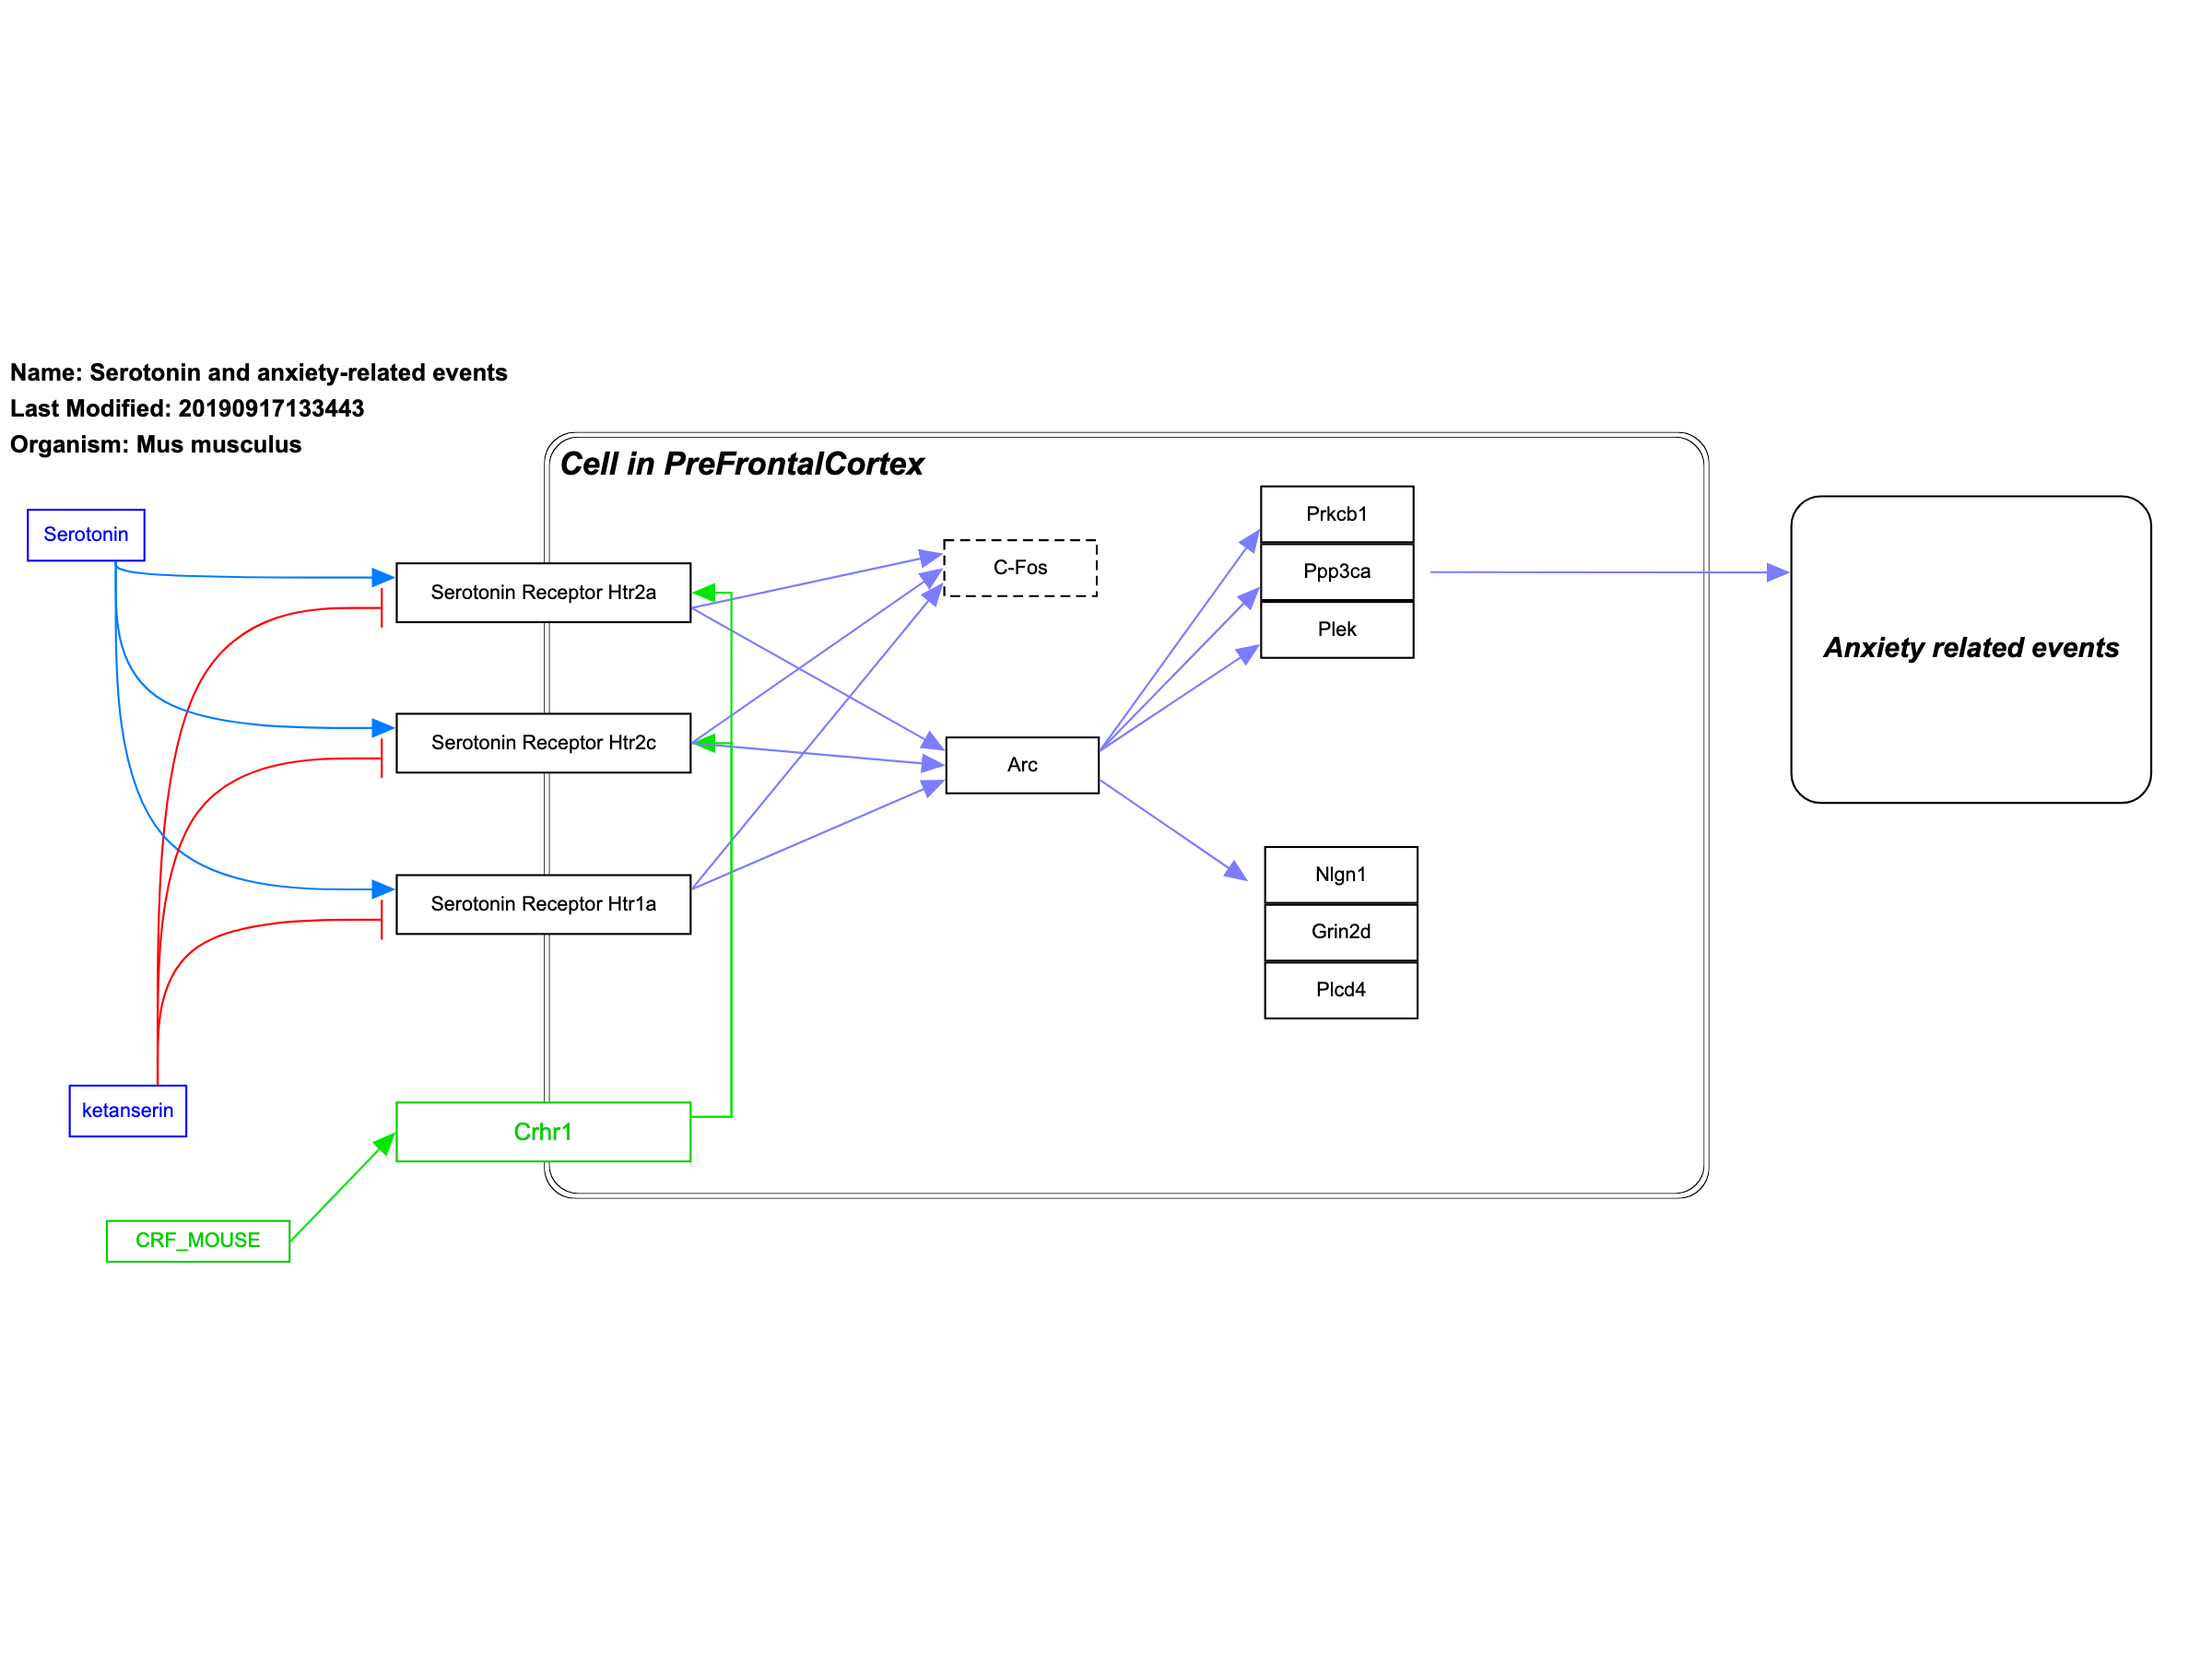 Name: Serotonin and anxiety-related events
Last Modified: 20190917133443
Organism: Mus musculus
Cell in PreFrontalCortex
Serotonin
Serotonin Receptor Htr2a
Serotonin Receptor Htr2c
Serotonin Receptor Htr1a
ketanserin
Crhr1
CRF_MOUSE
C-Fos
Arc
Prkcb1
Ppp3ca
Plek
Nlgn1
Grin2d
Plcd4
Anxiety related events